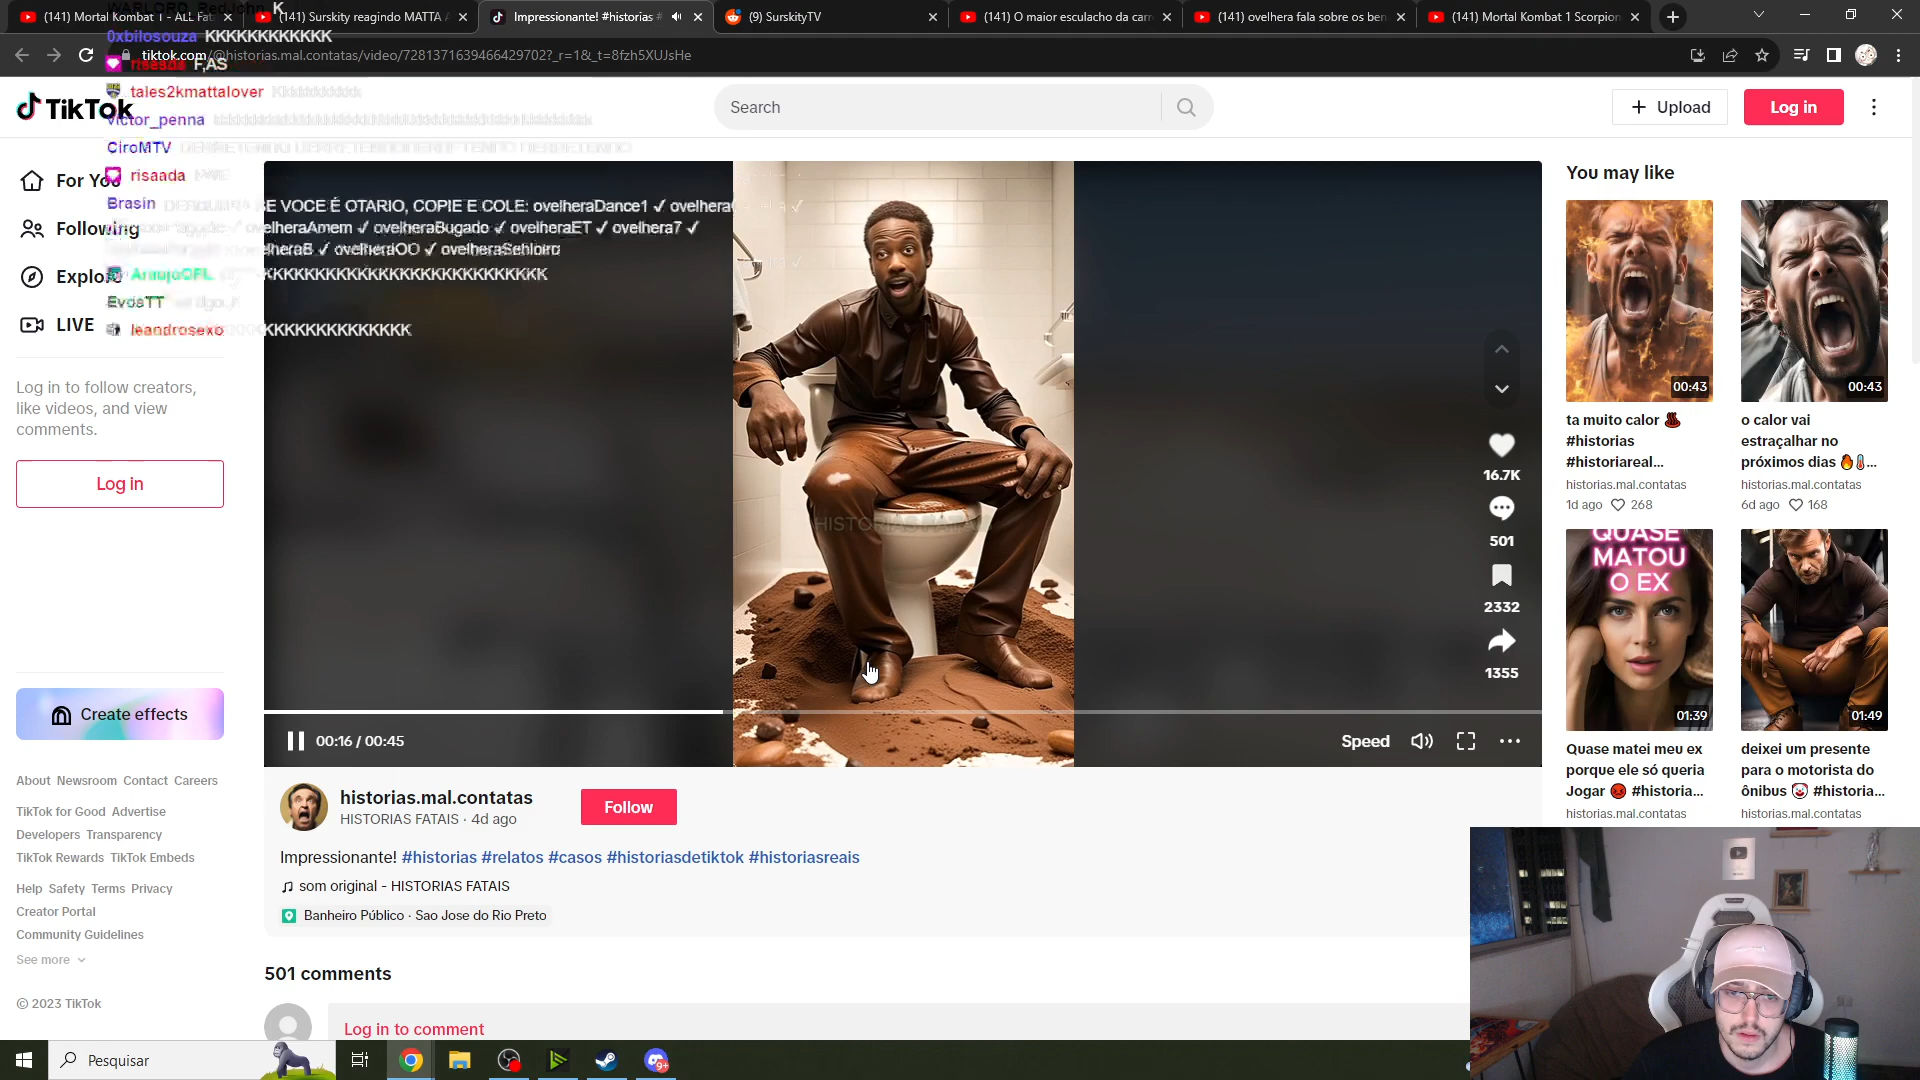 (141) Mortal Kombat 1 - ALL Fat
(141) Surskity reagindo MATTA A
Impressionante! #historias #
(9) SurskityTV
(141) O maior esculacho da carr
(141) ovelhera fala sobre os ben
(141) Mortal Kombat 1 Scorpion
K
0xbilosouza KKKKKKKKKKKK
tiktok.com/@historias.mal.contatas/video/7281371639466429702?_r=1&_t=8fzh5XUJsHe
risaada F,AS
tales2kmattalover
TikTok
Search
Upload
Log in
victor_penna
CiroMTV
For You
risaada
Brasin
SE VOCE É OTARIO, COPIE E COLE: ovelheraDance1 ✓
Following
ovelheraAmem ✓ ovelheraBugado ✓ ovelheraET ✓ ovelhera7 ✓
ovelheraB ✓ ovelheraOO ✓
Explore
KKKKKKKKKKKKKKKKKKKKKKKKKK
EvdaTT
LIVE
leandrosexo KKKKKKKKKKKKKKK
Log in to follow creators,
like videos, and view
comments.
Log in
Create effects
About Newsroom Contact Careers
TikTok for Good Advertise
Developers Transparency
TikTok Rewards TikTok Embeds
Help Safety Terms Privacy
Creator Portal
Community Guidelines
See more
© 2023 TikTok
16.7K
501
2332
1355
00:16 / 00:45
Speed
historias.mal.contatas
HISTORIAS FATAIS · 4d ago
Follow
Impressionante! #historias #relatos #casos #historiasdetiktok #historiasreais
som original - HISTORIAS FATAIS
Banheiro Público · Sao Jose do Rio Preto
501 comments
Log in to comment
You may like
00:43
00:43
ta muito calor
#historias
#historiareal...
historias.mal.contatas
1d ago 268
o calor vai
estraçalhar no
próximos dias 🔥🌡️...
historias.mal.contatas
6d ago 168
QUASE
MATOU
O EX
01:39
01:49
Quase matei meu ex
porque ele só queria
Jogar 😡 #historia...
historias.mal.contatas
deixei um presente
para o motorista do
ônibus 🤡 #historia...
historias.mal.contatas
Pesquisar
9+